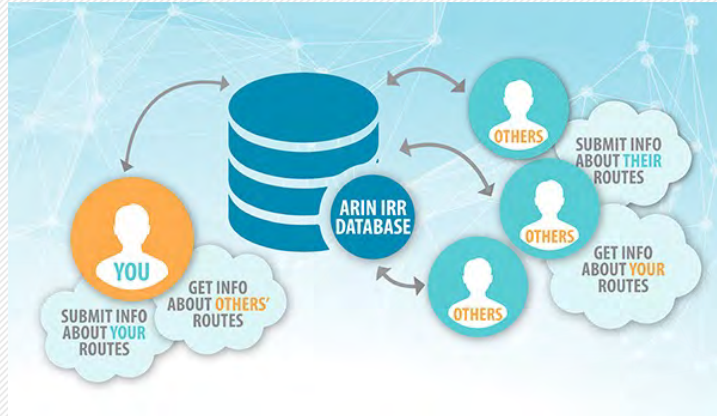 ARIN IRR
DATABASE
YOU
SUBMIT INFO
ABOUT YOUR
ROUTES
GET INFO
ABOUT OTHERS'
ROUTES
OTHERS
SUBMIT INFO
ABOUT THEIR
ROUTES
OTHERS
GET INFO
ABOUT YOUR
ROUTES
OTHERS